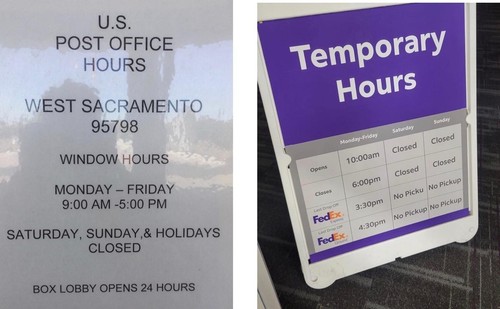 U.S.
POST OFFICE
HOURS
WEST SACRAMENTO
95798
WINDOW HOURS
MONDAY – FRIDAY
9:00 AM -5:00 PM
SATURDAY, SUNDAY,& HOLIDAYS
CLOSED
BOX LOBBY OPENS 24 HOURS
Temporary
Hours
Monday-Friday Saturday Sunday
Opens 10:00am Closed Closed
Closes 6:00pm Closed Closed
FedEx 3:30pm No Pickup No Pickup
FedEx 4:30pm No Pickup No Pickup